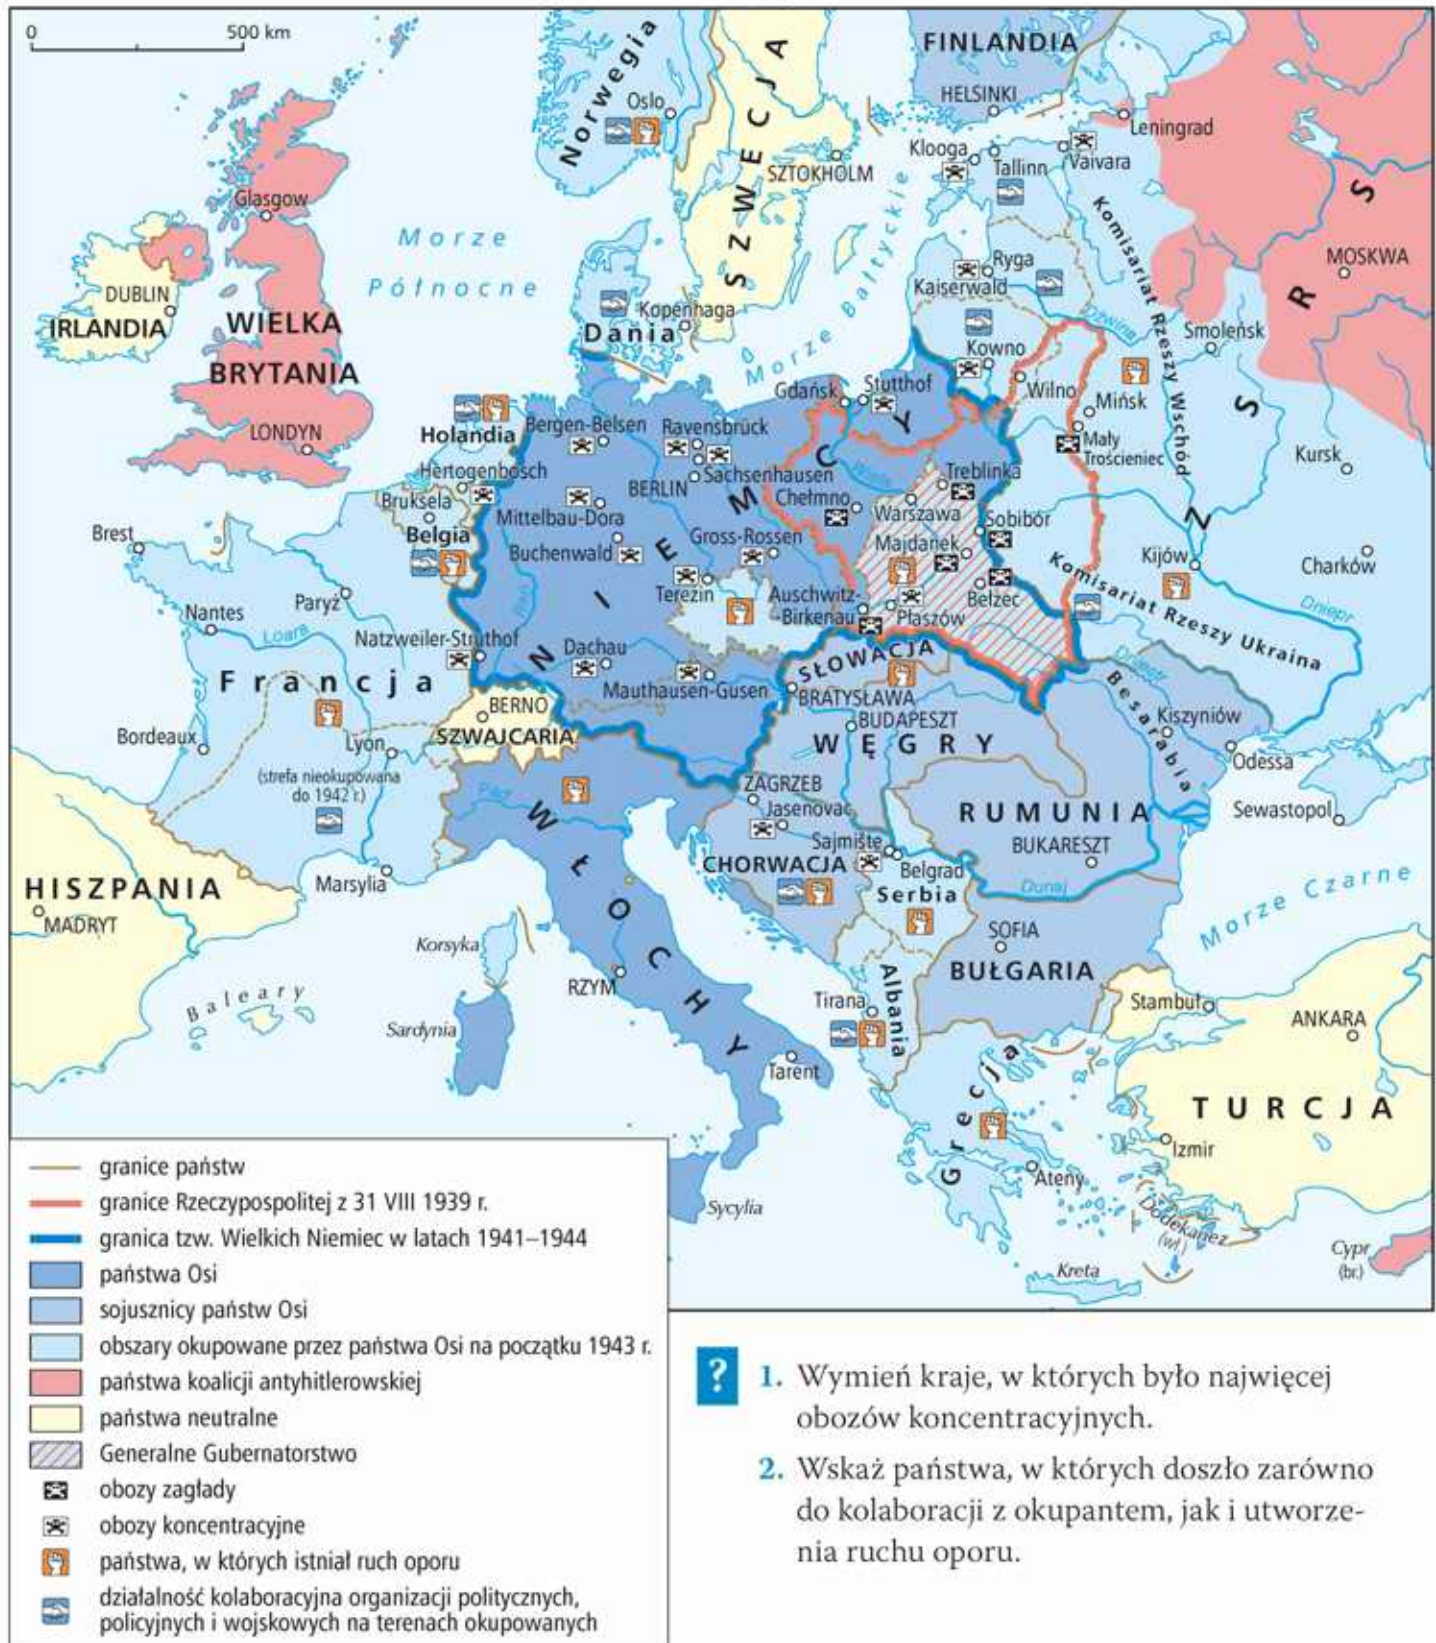 0 500 km
FINLANDIA
HELSINKI
Norwegia
Oslo
SZWECJA
SZTOKHOLM
Leningrad
Klooga
Tallinn
Vaivara
Komisariat Rzeszy Wschód
Z S R S
MOSKWA
Glasgow
Morze
Północne
Morze Bałtyckie
Ryga
Kaiserwald
DUBLIN
IRLANDIA
WIELKA
BRYTANIA
LONDYN
Kopenhaga
Dania
Dźwina
Smoleńsk
Kowno
Wilno
Mińsk
Mały
Trościeniec
Kursk
Gdańsk
Stutthof
Holandia
Bergen-Belsen
Ravensbrück
Hertogenbosch
Sachsenhausen
BERLIN
NIEMCY
Wisła
Treblinka
Chełmno
Warszawa
Sobibór
Bruksela
Belgia
Mittelbau-Dora
Buchenwald
Gross-Rossen
Majdanek
Kijów
Charków
Brest
Ren
Terezin
Auschwitz-
-Birkenau
Płaszów
Bełżec
Komisariat Rzeszy Ukraina
Dniepr
Nantes
Paryż
Loara
Natzweiler-Struthof
Dachau
Mauthausen-Gusen
SŁOWACJA
BRATYSŁAWA
Dniestr
Besarabia
Kiszyniów
Odessa
Francja
BERNO
SZWAJCARIA
BUDAPESZT
WĘGRY
Bordeaux
Lyon
(strefa nieokupowana
do 1942 r.)
Pad
WŁOCHY
ZAGRZEB
Jasenovac
Sajmište
Belgrad
CHORWACJA
Serbia
RUMUNIA
BUKARESZT
Sewastopol
Dunaj
Morze Czarne
HISZPANIA
MADRYT
Marsylia
Korsyka
Baleary
Sardynia
RZYM
SOFIA
BUŁGARIA
Albania
Tirana
Tarent
Stambuł
ANKARA
TURCJA
Grecja
Izmir
Ateny
Dodekanez
(wł.)
Sycylia
Kreta
Cypr
(br.)
granice państw
granice Rzeczypospolitej z 31 VIII 1939 r.
granica tzw. Wielkich Niemiec w latach 1941–1944
państwa Osi
sojusznicy państw Osi
obszary okupowane przez państwa Osi na początku 1943 r.
państwa koalicji antyhitlerowskiej
państwa neutralne
Generalne Gubernatorstwo
obozy zagłady
obozy koncentracyjne
państwa, w których istniał ruch oporu
działalność kolaboracyjna organizacji politycznych,
policyjnych i wojskowych na terenach okupowanych
?
1. Wymień kraje, w których było najwięcej
obozów koncentracyjnych.
2. Wskaż państwa, w których doszło zarówno
do kolaboracji z okupantem, jak i utworze-
nia ruchu oporu.